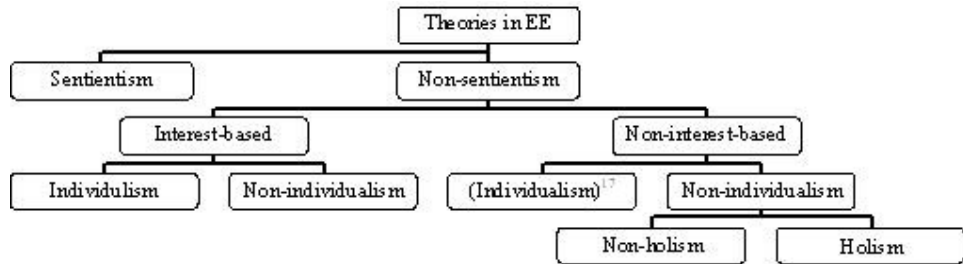 Theories in EE
Sentientism
Non-sentientism
Interest-based
Non-interest-based
Individulism
Non-individualism
(Individualism)17
Non-individualism
Non-holism
Holism